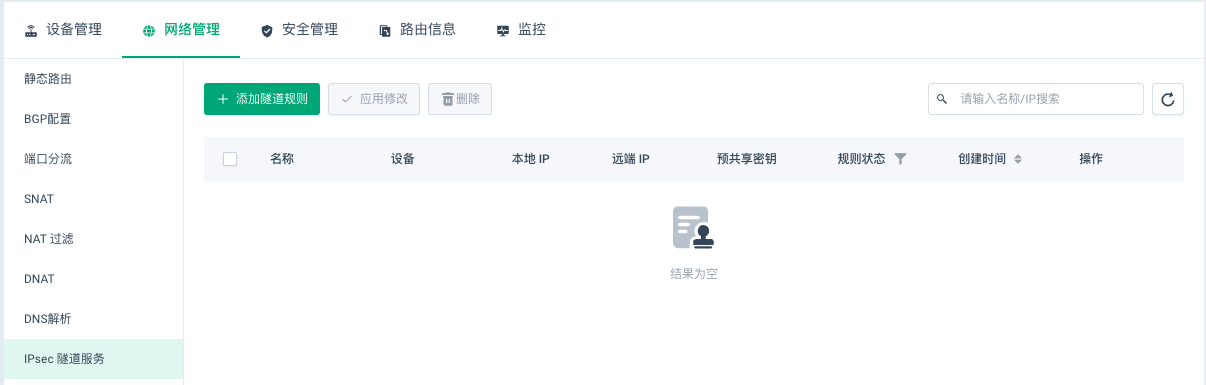 设备管理 网络管理 安全管理 路由信息 监控
静态路由
BGP配置
端口分流
SNAT
NAT 过滤
DNAT
DNS解析
IPsec 隧道服务
添加隧道规则 应用修改 删除 请输入名称/IP搜索
名称 设备 本地 IP 远端 IP 预共享密钥 规则状态 创建时间 操作
结果为空